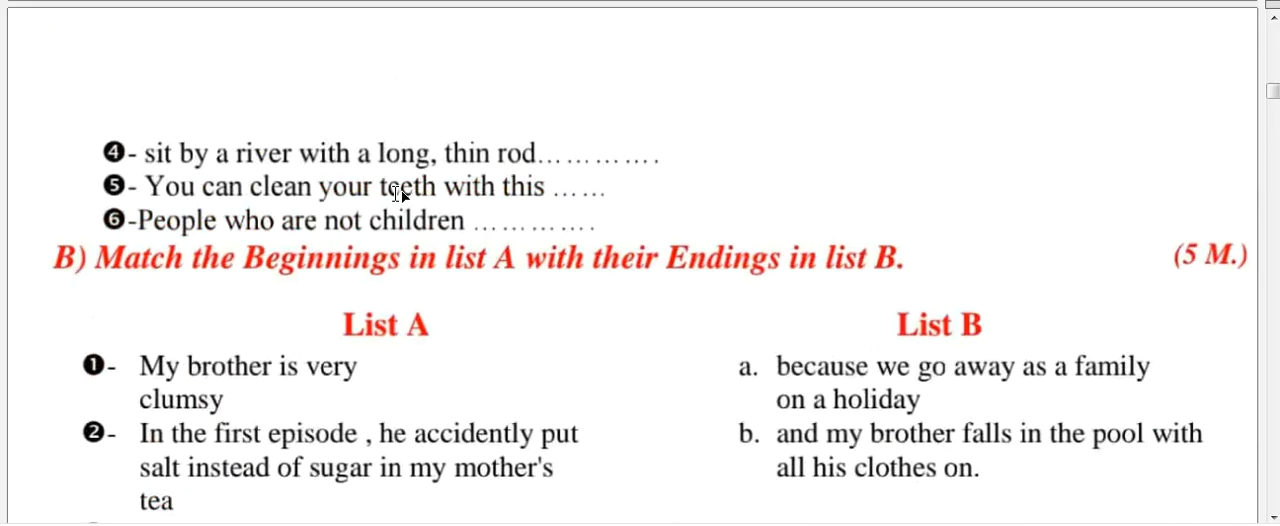 ❹- sit by a river with a long, thin rod…………..
❺- You can clean your teeth with this ……
❻-People who are not children …………..
B) Match the Beginnings in list A with their Endings in list B. (5 M.)
List A List B
❶- My brother is very a. because we go away as a family
clumsy on a holiday
❷- In the first episode , he accidently put b. and my brother falls in the pool with
salt instead of sugar in my mother's all his clothes on.
tea